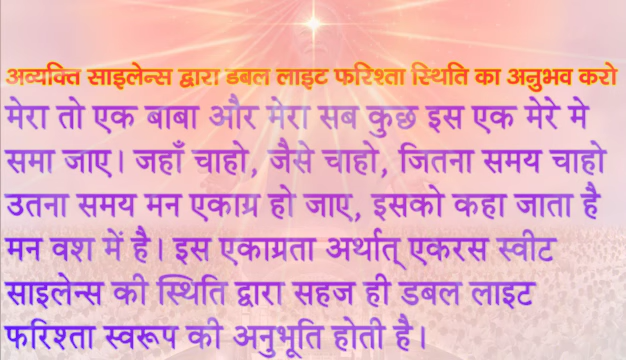 अव्यक्ति साइलेन्स द्वारा डबल लाइट फरिश्ता स्थिति का अनुभव करो
मेरा तो एक बाबा और मेरा सब कुछ इस एक मेरे मे
समा जाए। जहाँ चाहो, जैसे चाहो, जितना समय चाहो
उतना समय मन एकाग्र हो जाए, इसको कहा जाता है
मन वश में है। इस एकाग्रता अर्थात् एकरस स्वीट
साइलेन्स की स्थिति द्वारा सहज ही डबल लाइट
फरिश्ता स्वरूप की अनुभूति होती है।